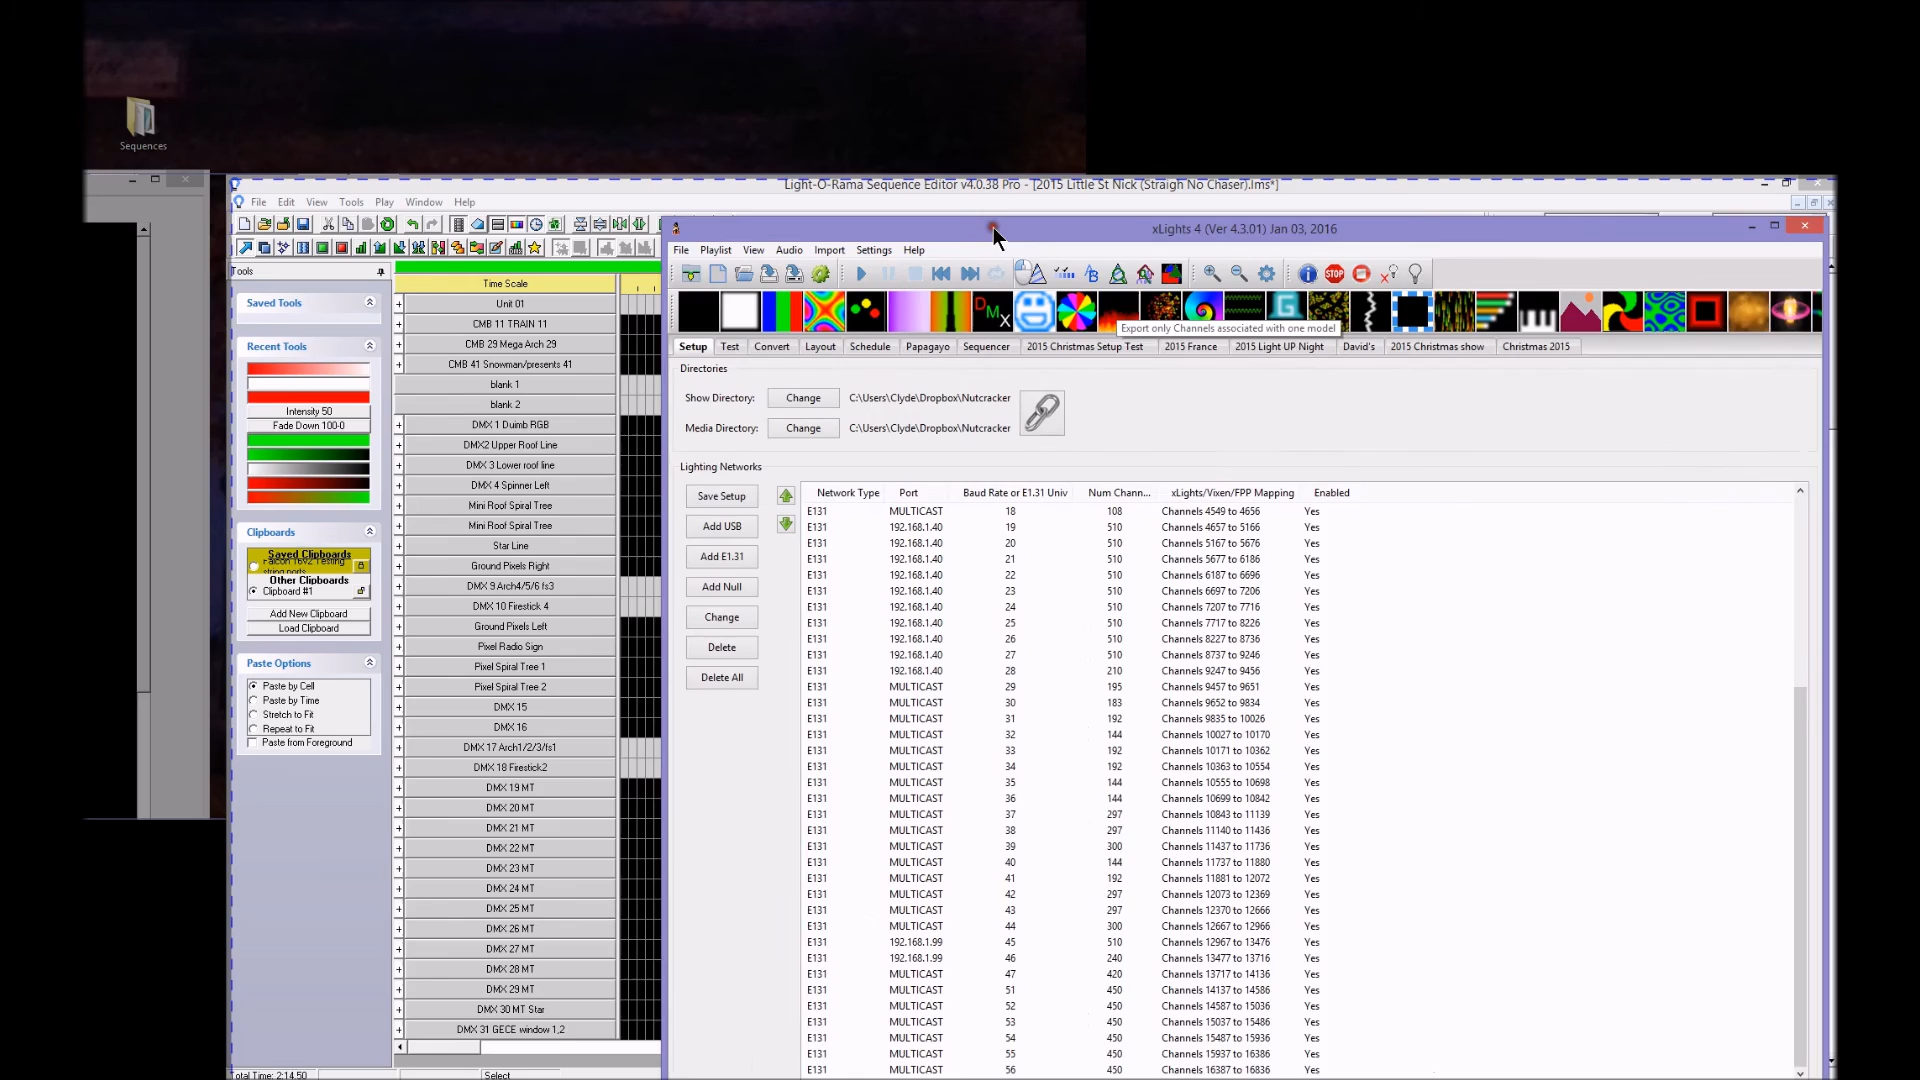 Sequences
Light-O-Rama Sequence Editor v4.0.38 Pro - [2015 Little St Nick (Straigh No Chaser).lms*]
File Edit View Tools Play Window Help
xLights 4 (Ver 4.3.01) Jan 03, 2016
File Playlist View Audio Import Settings Help
Export only Channels associated with one model
Setup Test Convert Layout Schedule Papagayo Sequencer 2015 Christmas Setup Test 2015 France 2015 Light UP Night David's 2015 Christmas show Christmas 2015
Tools
Saved Tools
Recent Tools
Intensity 50
Fade Down 100-0
Clipboards
Saved Clipboards
Falcon 16v2 Testing
string ports
Other Clipboards
Clipboard #1
Add New Clipboard
Load Clipboard
Paste Options
Paste by Cell
Paste by Time
Stretch to Fit
Repeat to Fit
Paste from Foreground
Time Scale
Unit 01
CMB 11 TRAIN 11
CMB 29 Mega Arch 29
CMB 41 Snowman/presents 41
blank 1
blank 2
DMX 1 Duimb RGB
DMX2 Upper Roof Line
DMX 3 Lower roof line
DMX 4 Spinner Left
Mini Roof Spiral Tree
Mini Roof Spiral Tree
Star Line
Ground Pixels Right
DMX 9 Arch4/5/6 fs3
DMX 10 Firestick 4
Ground Pixels Left
Pixel Radio Sign
Pixel Spiral Tree 1
Pixel Spiral Tree 2
DMX 15
DMX 16
DMX 17 Arch1/2/3/fs1
DMX 18 Firestick2
DMX 19 MT
DMX 20 MT
DMX 21 MT
DMX 22 MT
DMX 23 MT
DMX 24 MT
DMX 25 MT
DMX 26 MT
DMX 27 MT
DMX 28 MT
DMX 29 MT
DMX 30 MT Star
DMX 31 GECE window 1,2
Total Time: 2:14.50 Select
Directories
Show Directory: Change C:\Users\Clyde\Dropbox\Nutcracker
Media Directory: Change C:\Users\Clyde\Dropbox\Nutcracker
Lighting Networks
Save Setup
Add USB
Add E1.31
Add Null
Change
Delete
Delete All
Network Type Port Baud Rate or E1.31 Univ Num Chann... xLights/Vixen/FPP Mapping Enabled
E131 MULTICAST 18 108 Channels 4549 to 4656 Yes
E131 192.168.1.40 19 510 Channels 4657 to 5166 Yes
E131 192.168.1.40 20 510 Channels 5167 to 5676 Yes
E131 192.168.1.40 21 510 Channels 5677 to 6186 Yes
E131 192.168.1.40 22 510 Channels 6187 to 6696 Yes
E131 192.168.1.40 23 510 Channels 6697 to 7206 Yes
E131 192.168.1.40 24 510 Channels 7207 to 7716 Yes
E131 192.168.1.40 25 510 Channels 7717 to 8226 Yes
E131 192.168.1.40 26 510 Channels 8227 to 8736 Yes
E131 192.168.1.40 27 510 Channels 8737 to 9246 Yes
E131 192.168.1.40 28 210 Channels 9247 to 9456 Yes
E131 MULTICAST 29 195 Channels 9457 to 9651 Yes
E131 MULTICAST 30 183 Channels 9652 to 9834 Yes
E131 MULTICAST 31 192 Channels 9835 to 10026 Yes
E131 MULTICAST 32 144 Channels 10027 to 10170 Yes
E131 MULTICAST 33 192 Channels 10171 to 10362 Yes
E131 MULTICAST 34 192 Channels 10363 to 10554 Yes
E131 MULTICAST 35 144 Channels 10555 to 10698 Yes
E131 MULTICAST 36 144 Channels 10699 to 10842 Yes
E131 MULTICAST 37 297 Channels 10843 to 11139 Yes
E131 MULTICAST 38 297 Channels 11140 to 11436 Yes
E131 MULTICAST 39 300 Channels 11437 to 11736 Yes
E131 MULTICAST 40 144 Channels 11737 to 11880 Yes
E131 MULTICAST 41 192 Channels 11881 to 12072 Yes
E131 MULTICAST 42 297 Channels 12073 to 12369 Yes
E131 MULTICAST 43 297 Channels 12370 to 12666 Yes
E131 MULTICAST 44 300 Channels 12667 to 12966 Yes
E131 192.168.1.99 45 510 Channels 12967 to 13476 Yes
E131 192.168.1.99 46 240 Channels 13477 to 13716 Yes
E131 MULTICAST 47 420 Channels 13717 to 14136 Yes
E131 MULTICAST 51 450 Channels 14137 to 14586 Yes
E131 MULTICAST 52 450 Channels 14587 to 15036 Yes
E131 MULTICAST 53 450 Channels 15037 to 15486 Yes
E131 MULTICAST 54 450 Channels 15487 to 15936 Yes
E131 MULTICAST 55 450 Channels 15937 to 16386 Yes
E131 MULTICAST 56 450 Channels 16387 to 16836 Yes